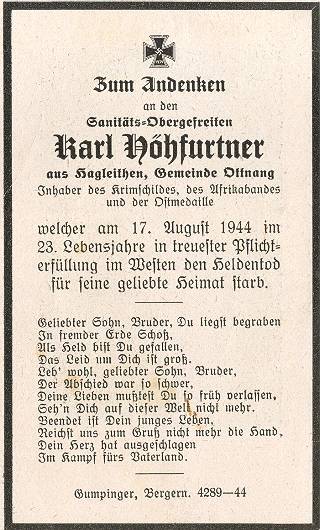 Zum Andenken
an den
Sanitäts-Obergefreiten
Karl Höhfurtner
aus Hagleithen, Gemeinde Ottnang
Inhaber des Krimschildes, des Afrikabandes
und der Ostmedaille
welcher am 17. August 1944 im
23. Lebensjahre in treuester Pflicht-
erfüllung im Westen den Heldentod
für seine geliebte Heimat starb.
Geliebter Sohn, Bruder, Du liegst begraben
In fremder Erde Schoß,
Als Held bist Du gefallen,
Das Leid um Dich ist groß.
Leb' wohl, geliebter Sohn, Bruder,
Der Abschied war so schwer,
Deine Lieben mußtest Du so früh verlassen,
Seh'n Dich auf dieser Welt nicht mehr.
Beendet ist Dein junges Leben,
Reichst uns zum Gruß nicht mehr die Hand,
Dein Herz hat ausgeschlagen
Im Kampf fürs Vaterland.
Gumpinger, Bergern. 4289—44